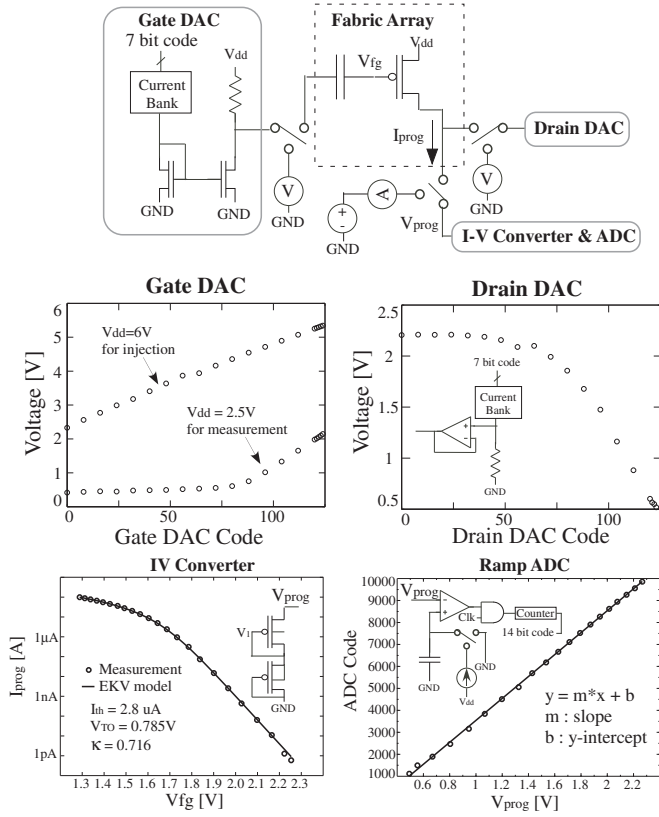 Gate DAC
7 bit code
Current
Bank
Vdd
GND
GND
V
GND
Fabric Array
Vdd
Vfg
Iprog
Drain DAC
V
GND
A
+
-
GND
Vprog
I-V Converter & ADC
Gate DAC
Voltage [V]
6
5
4
3
2
1
0
Vdd=6V
for injection
Vdd = 2.5V
for measurement
0
50
100
Gate DAC Code
Drain DAC
Voltage [V]
2.5
2
1.5
1
0.5
7 bit code
Current
Bank
+
-
GND
0
50
100
Drain DAC Code
IV Converter
Iprog [A]
1µA
1nA
1pA
Vprog
V1
GND
Measurement
EKV model
Ith = 2.8 uA
VTO = 0.785V
κ = 0.716
1.3 1.4 1.5 1.6 1.7 1.8 1.9 2.0 2.1 2.2 2.3
Vfg [V]
Ramp ADC
ADC Code
10000
9000
8000
7000
6000
5000
4000
3000
2000
1000
Vprog
-
+
Clk
Counter
14 bit code
GND
GND
Vdd
y = m*x + b
m : slope
b : y-intercept
0.6 0.8 1 1.2 1.4 1.6 1.8 2 2.2
Vprog [V]